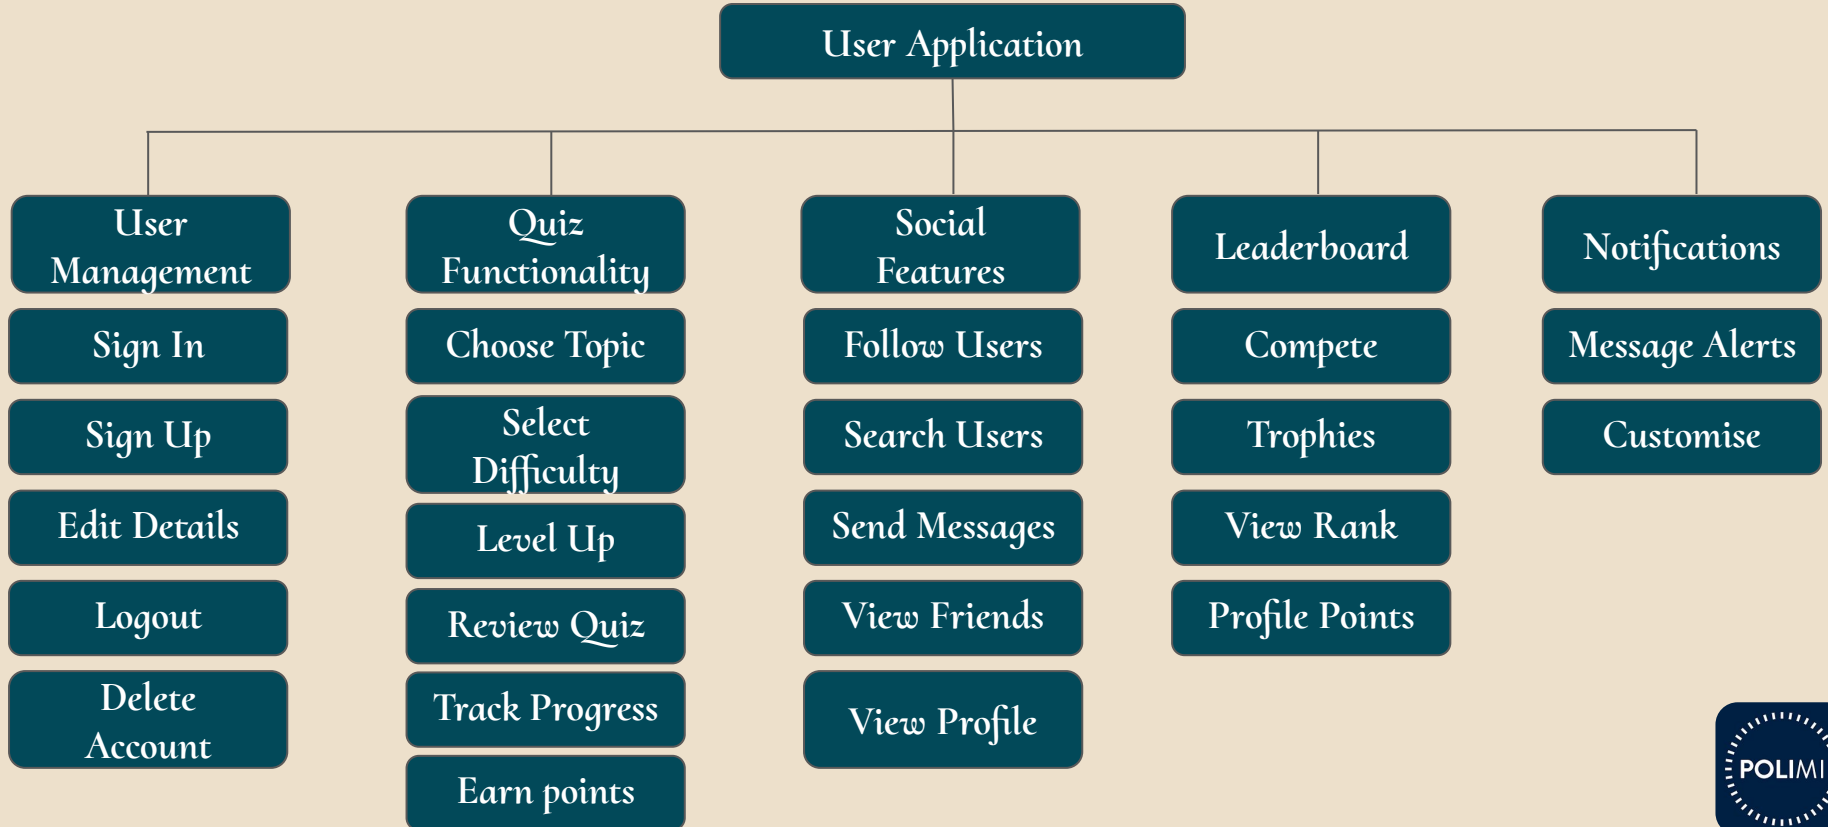 User Application
User
Management
Sign In
Sign Up
Edit Details
Logout
Delete
Account
Quiz
Functionality
Choose Topic
Select
Difficulty
Level Up
Review Quiz
Track Progress
Earn points
Social
Features
Follow Users
Search Users
Send Messages
View Friends
View Profile
Leaderboard
Compete
Trophies
View Rank
Profile Points
Notifications
Message Alerts
Customise
POLIMI